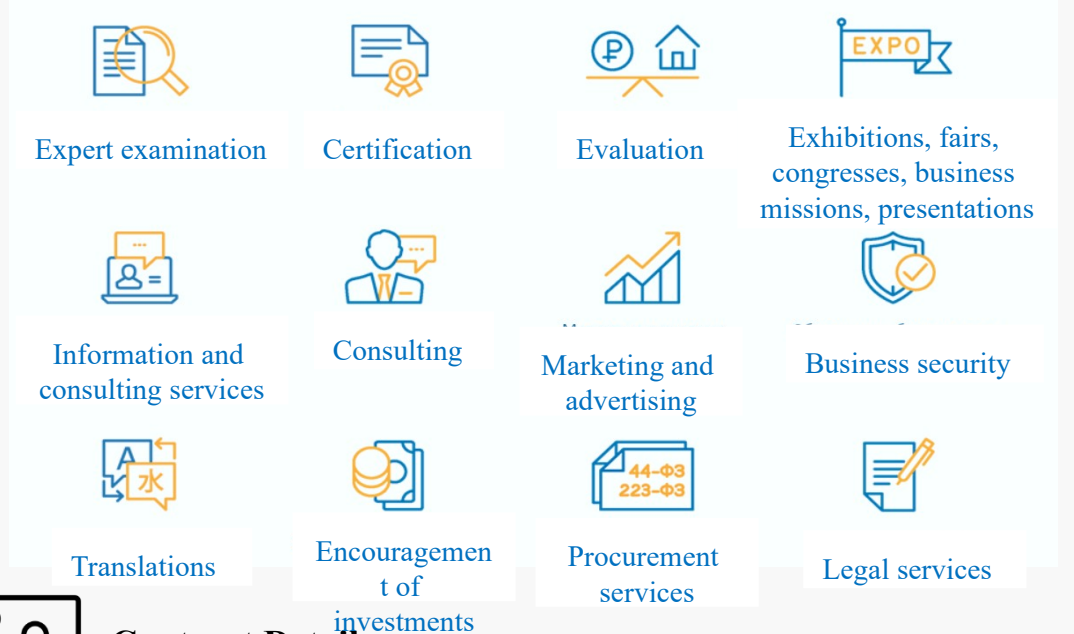 EXPO
Expert examination
Certification
Evaluation
Exhibitions, fairs,
congresses, business
missions, presentations
Information and
consulting services
Consulting
Marketing and
advertising
Business security
A
水
44-ФЗ
223-ФЗ
Translations
Encouragemen
t of
investments
Procurement
services
Legal services